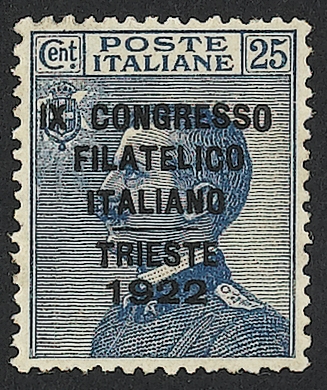 Cent. POSTE ITALIANE 25
IX CONGRESSO
FILATELICO
ITALIANO
TRIESTE
1922